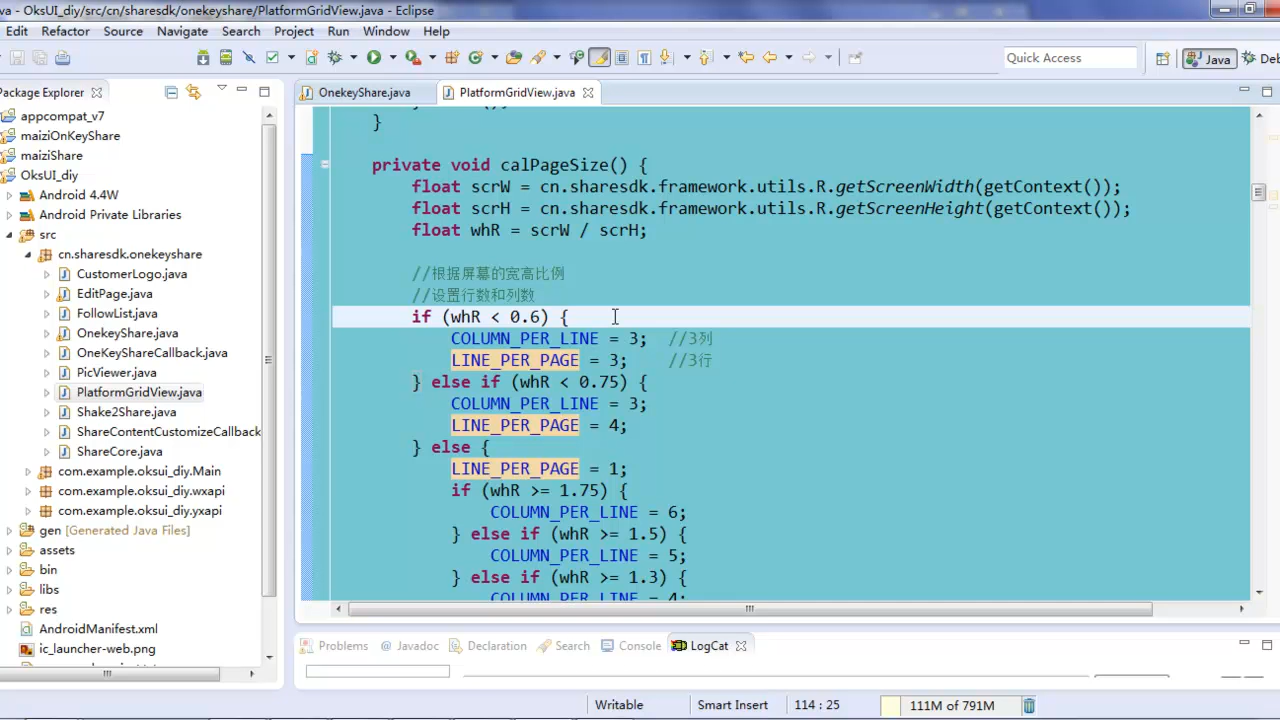 ava - OksUI_diy/src/cn/sharesdk/onekeyshare/PlatformGridView.java - Eclipse
Edit Refactor Source Navigate Search Project Run Window Help
Quick Access
Java
Deb
Package Explorer
appcompat_v7
maiziOnKeyShare
maiziShare
OksUI_diy
Android 4.4W
Android Private Libraries
src
cn.sharesdk.onekeyshare
CustomerLogo.java
EditPage.java
FollowList.java
OnekeyShare.java
OneKeyShareCallback.java
PicViewer.java
PlatformGridView.java
Shake2Share.java
ShareContentCustomizeCallback
ShareCore.java
com.example.oksui_diy.Main
com.example.oksui_diy.wxapi
com.example.oksui_diy.yxapi
gen [Generated Java Files]
assets
bin
libs
res
AndroidManifest.xml
ic_launcher-web.png
OnekeyShare.java
PlatformGridView.java
}
private void calPageSize() {
float scrW = cn.sharesdk.framework.utils.R.getScreenWidth(getContext());
float scrH = cn.sharesdk.framework.utils.R.getScreenHeight(getContext());
float whR = scrW / scrH;
//根据屏幕的宽高比例
//设置行数和列数
if (whR < 0.6) {
COLUMN_PER_LINE = 3; //3列
LINE_PER_PAGE = 3; //3行
} else if (whR < 0.75) {
COLUMN_PER_LINE = 3;
LINE_PER_PAGE = 4;
} else {
LINE_PER_PAGE = 1;
if (whR >= 1.75) {
COLUMN_PER_LINE = 6;
} else if (whR >= 1.5) {
COLUMN_PER_LINE = 5;
} else if (whR >= 1.3) {
COLUMN_PER_LINE = 4;
Problems
@ Javadoc
Declaration
Search
Console
LogCat
Writable
Smart Insert
114 : 25
111M of 791M